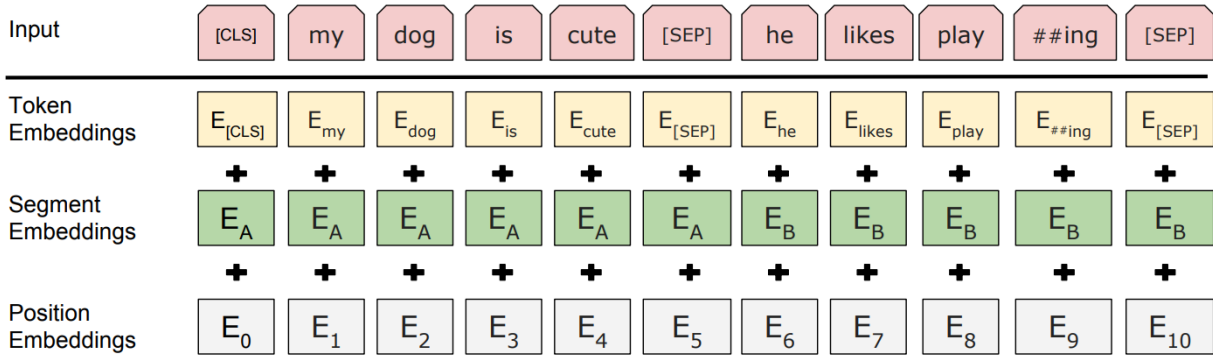 Input [CLS] my dog is cute [SEP] he likes play ##ing [SEP]
Token Embeddings E[CLS] Emy Edog Eis Ecute E[SEP] Ehe Elikes Eplay E##ing E[SEP]
+ + + + + + + + + + +
Segment Embeddings EA EA EA EA EA EA EB EB EB EB EB
+ + + + + + + + + + +
Position Embeddings E0 E1 E2 E3 E4 E5 E6 E7 E8 E9 E10